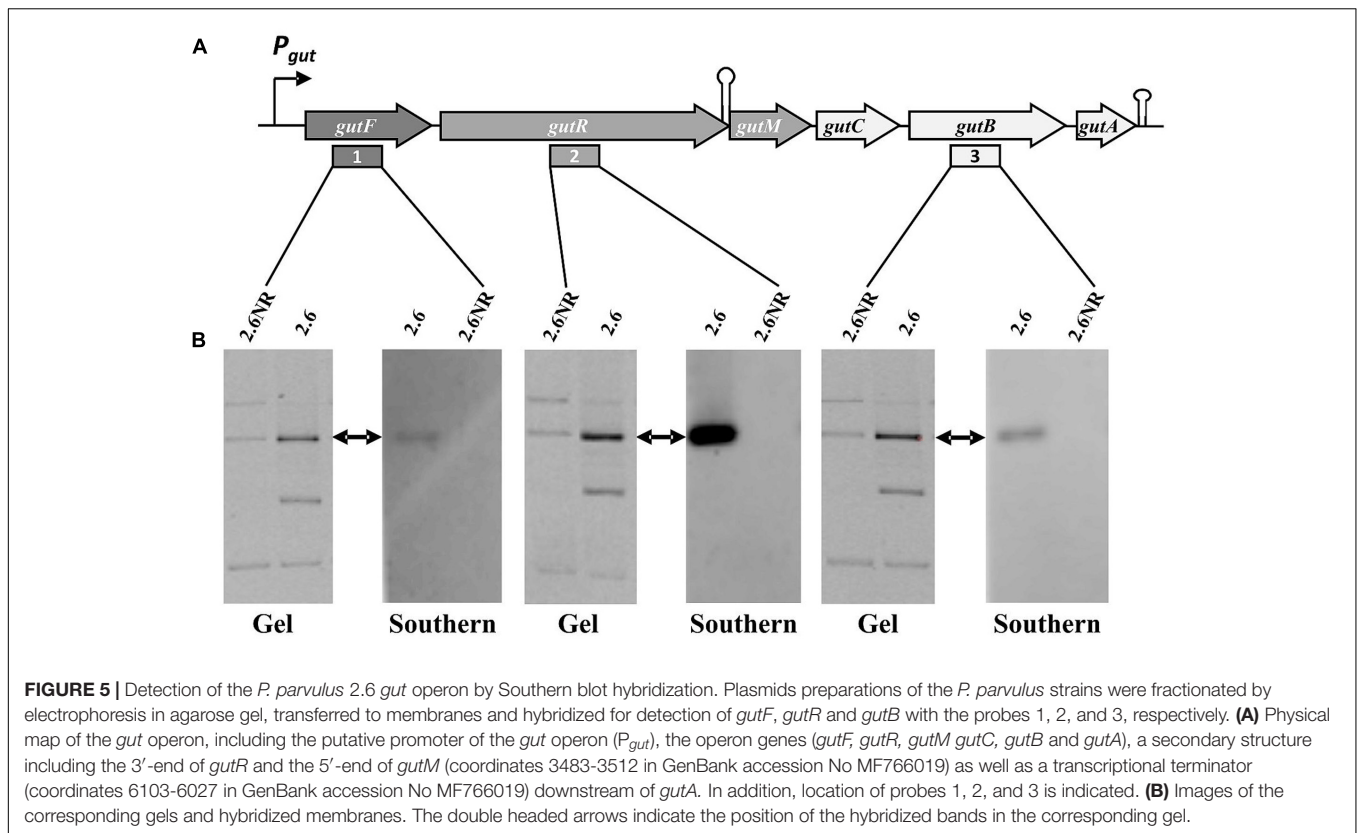 A
Pgut
gutF gutR gutM gutC gutB gutA
1 2 3
2.6NR 2.6 2.6 2.6NR 2.6NR 2.6 2.6 2.6NR 2.6NR 2.6 2.6 2.6NR
B
Gel Southern Gel Southern Gel Southern
FIGURE 5 | Detection of the P. parvulus 2.6 gut operon by Southern blot hybridization. Plasmids preparations of the P. parvulus strains were fractionated by
electrophoresis in agarose gel, transferred to membranes and hybridized for detection of gutF, gutR and gutB with the probes 1, 2, and 3, respectively. (A) Physical
map of the gut operon, including the putative promoter of the gut operon (Pgut), the operon genes (gutF, gutR, gutM gutC, gutB and gutA), a secondary structure
including the 3′-end of gutR and the 5′-end of gutM (coordinates 3483-3512 in GenBank accession No MF766019) as well as a transcriptional terminator
(coordinates 6103-6027 in GenBank accession No MF766019) downstream of gutA. In addition, location of probes 1, 2, and 3 is indicated. (B) Images of the
corresponding gels and hybridized membranes. The double headed arrows indicate the position of the hybridized bands in the corresponding gel.